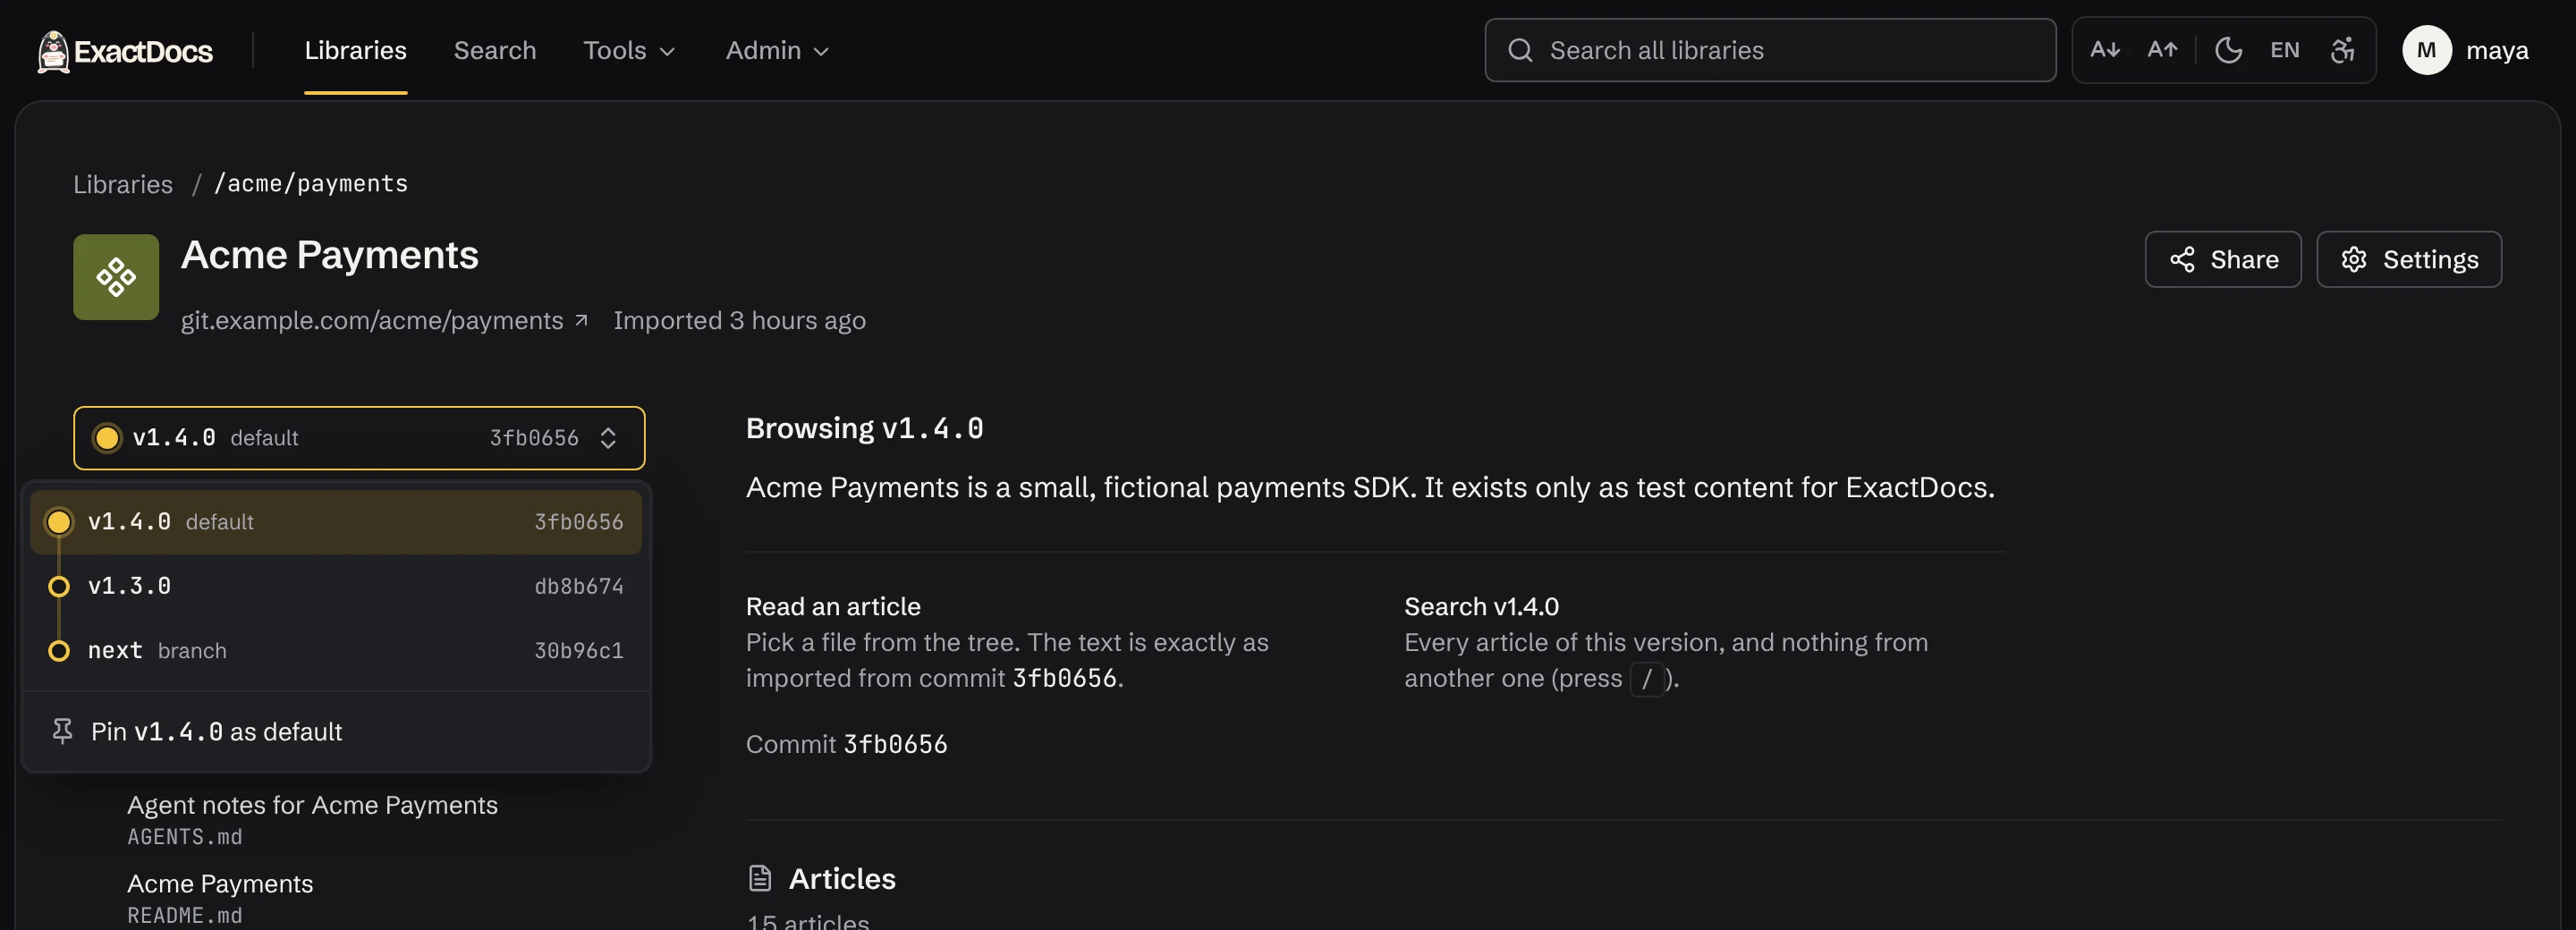 ExactDocs
Libraries
Search
Tools
Admin
Search all libraries
A↓ A↑ EN
M maya
Libraries / /acme/payments
Acme Payments
git.example.com/acme/payments ↗ Imported 3 hours ago
Share
Settings
v1.4.0 default 3fb0656
v1.4.0 default 3fb0656
v1.3.0 db8b674
next branch 30b96c1
Pin v1.4.0 as default
Agent notes for Acme Payments
AGENTS.md
Acme Payments
README.md
Browsing v1.4.0
Acme Payments is a small, fictional payments SDK. It exists only as test content for ExactDocs.
Read an article
Pick a file from the tree. The text is exactly as
imported from commit 3fb0656.
Search v1.4.0
Every article of this version, and nothing from
another one (press / ).
Commit 3fb0656
Articles
15 articles